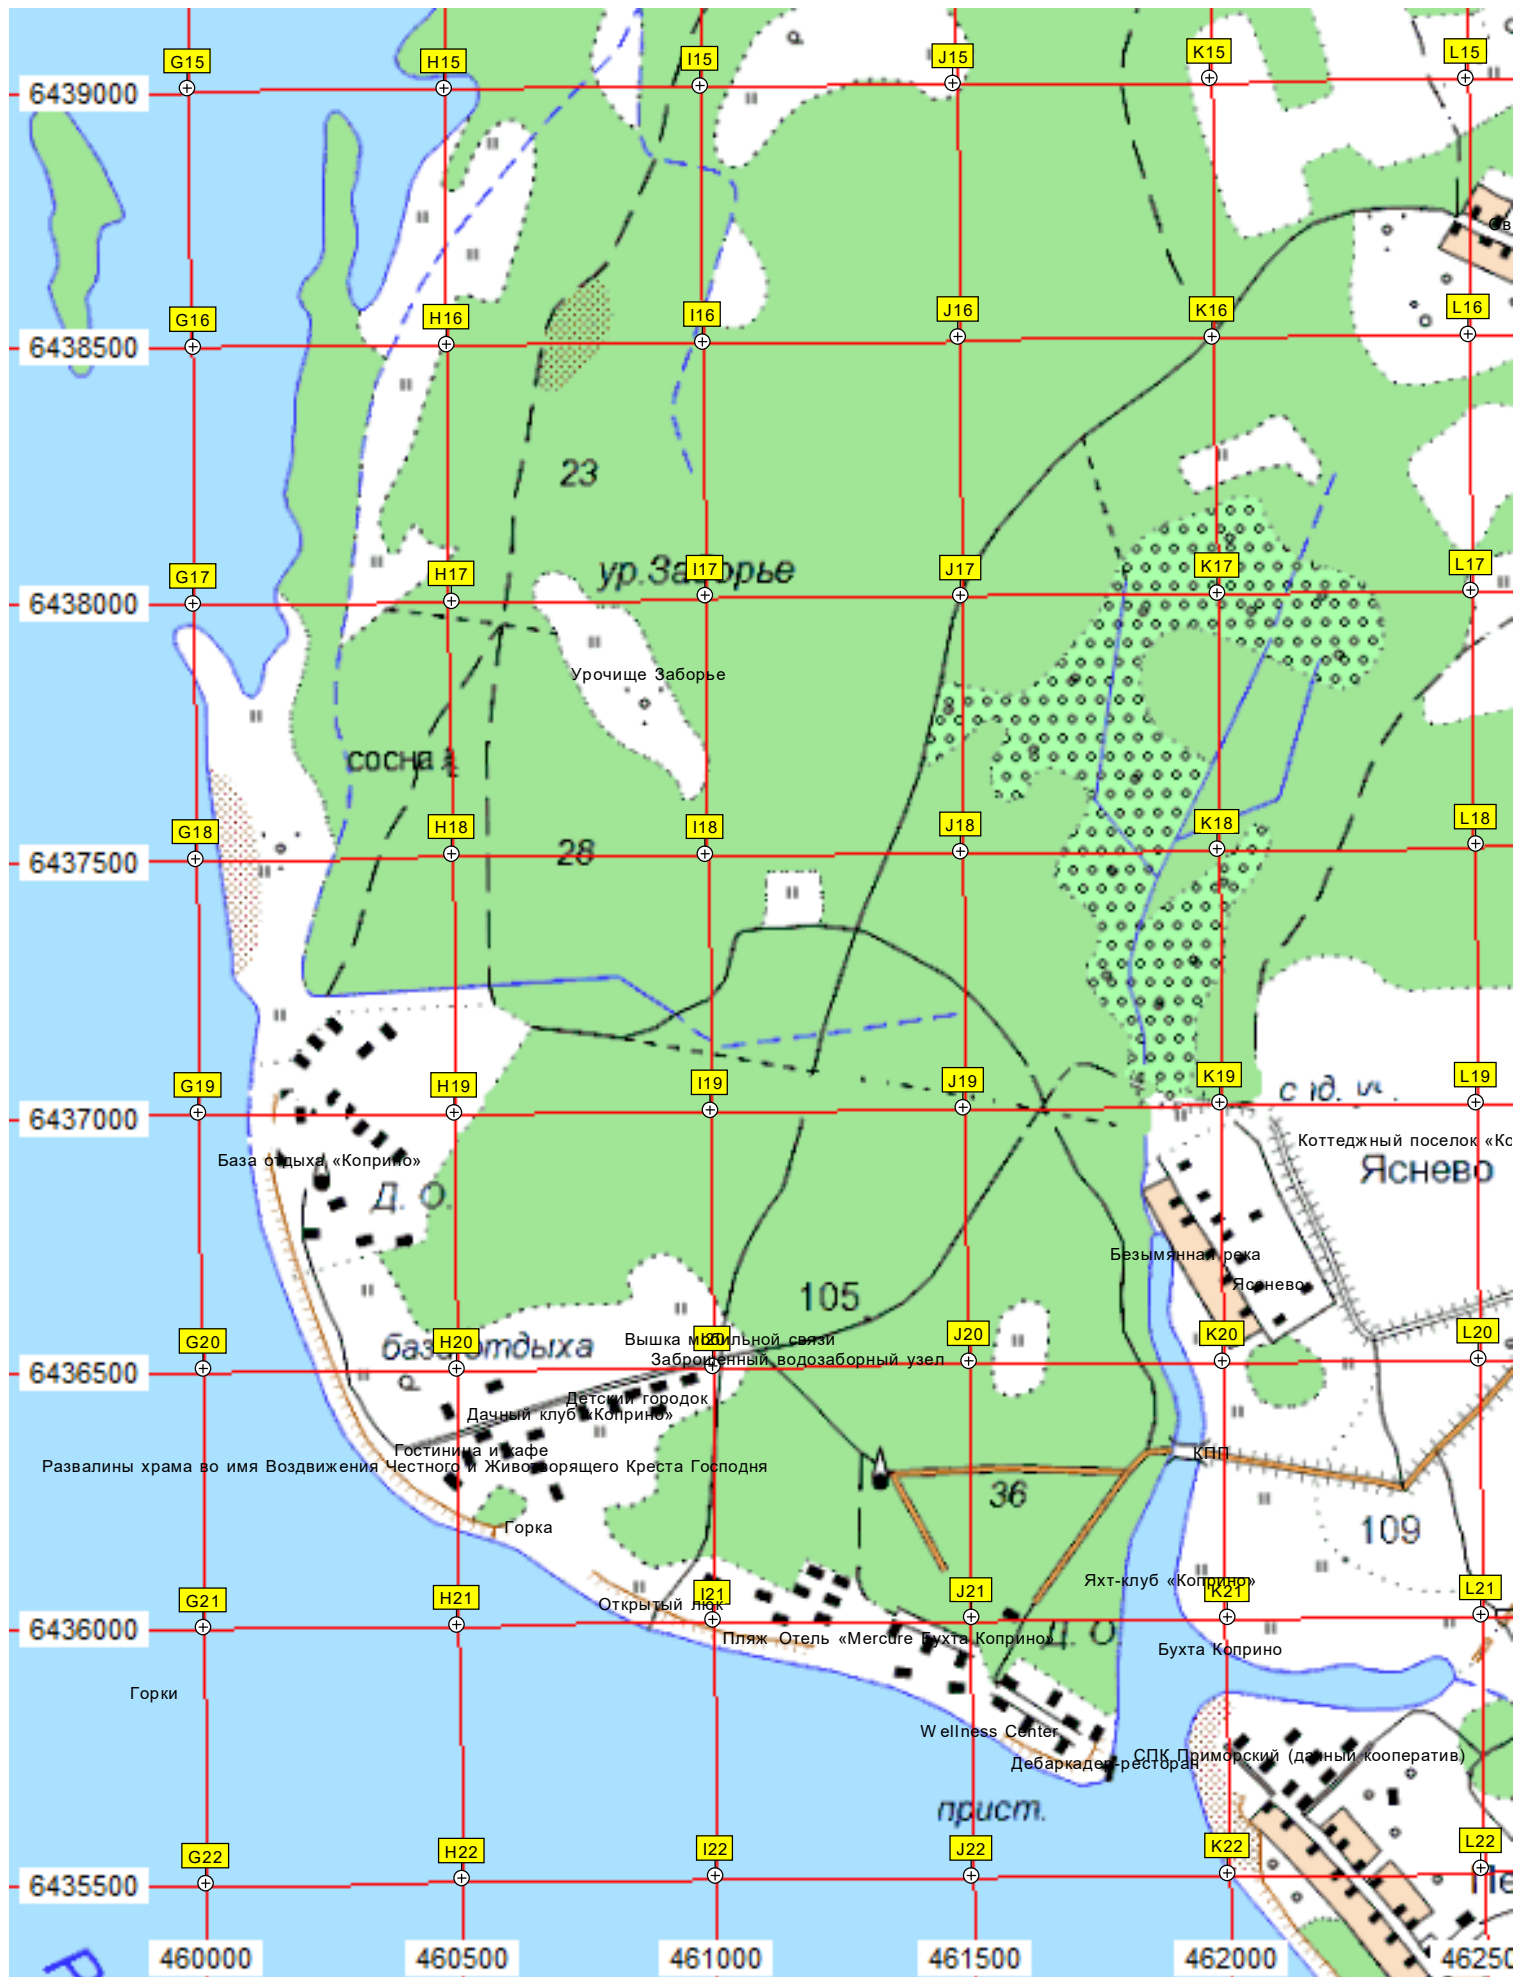 G15 H15 I15 J15 K15 L15
6439000
G16 H16 I16 J16 K16 L16
6438500
23
ур.Заборье
G17 H17 I17 J17 K17 L17
6438000
Урочище Заборье
сосна
G18 H18 I18 J18 K18 L18
6437500
28
G19 H19 I19 J19 K19 L19
6437000
Коттеджный поселок «Ко
База отдыха «Коприно»
Яснево
Д. О.
Безымянная река
Ясснево
105
G20 H20 I20 J20 K20 L20
база отдыха
Вышка мобильной связи
Заброшенный водозаборный узел
6436500
Детский городок
Дачный клуб «Коприно»
Гостиница и кафе
КПП
Развалины храма во имя Воздвижения Честного и Животворящего Креста Господня
36
Горка
109
Яхт-клуб «Коприно»
G21 H21 I21 J21 K21 L21
Открытый люк
6436000
Пляж Отель «Mercure Бухта Коприно»
Д. О
Бухта Коприно
Горки
Wellness Center
СПК Приморский (дачный кооператив)
Дебаркадер-ресторан
прист.
G22 H22 I22 J22 K22 L22
6435500
460000 460500 461000 461500 462000 46250